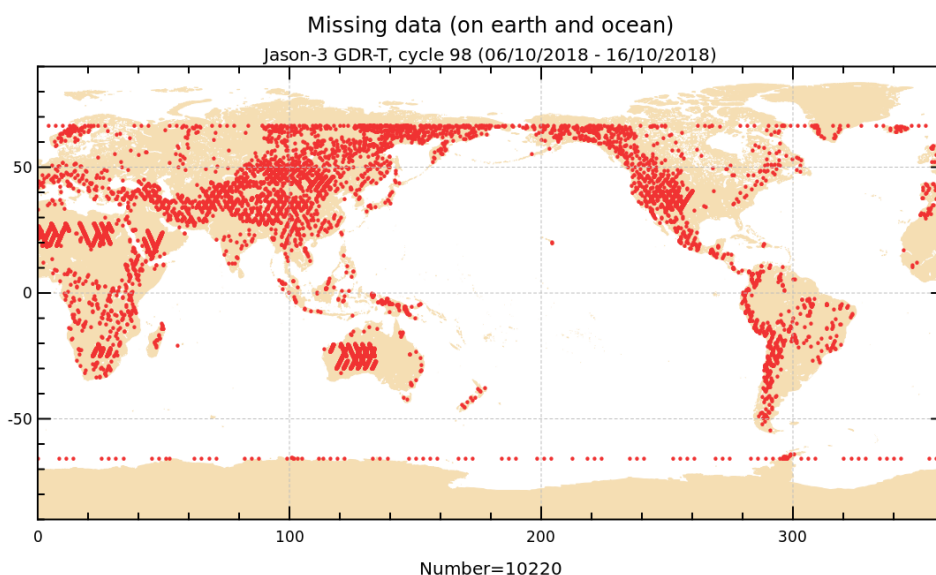 Missing data (on earth and ocean)
Jason-3 GDR-T, cycle 98 (06/10/2018 - 16/10/2018)
50
0
-50
0 100 200 300
Number=10220